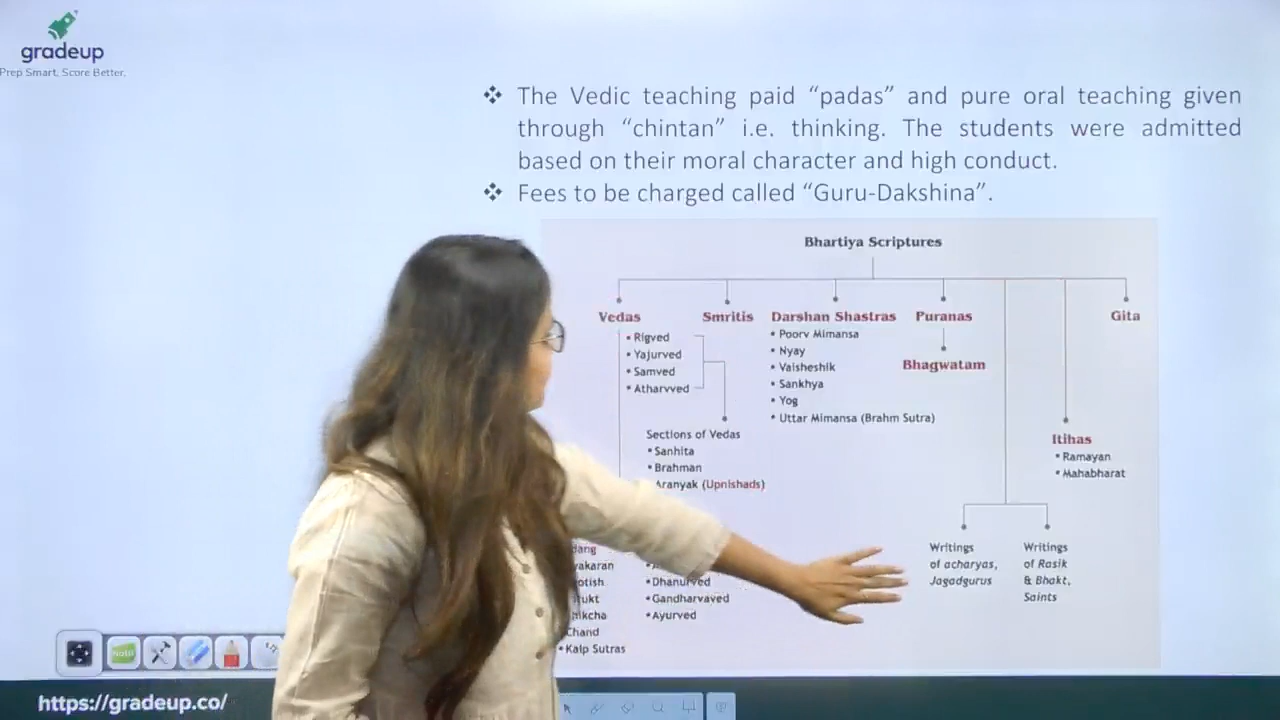 gradeup
Prep Smart, Score Better.
❖ The Vedic teaching paid “padas” and pure oral teaching given
through “chintan” i.e. thinking. The students were admitted
based on their moral character and high conduct.
❖ Fees to be charged called “Guru-Dakshina”.
Bhartiya Scriptures
Vedas
• Rigved
• Yajurved
• Samved
• Atharvved
Smritis
Sections of Vedas
• Sanhita
• Brahman
Aranyak (Upnishads)
Darshan Shastras
• Poorv Mimansa
• Nyay
• Vaisheshik
• Sankhya
• Yog
• Uttar Mimansa (Brahm Sutra)
Puranas
Bhagwatam
Gita
Itihas
• Ramayan
• Mahabharat
Writings
of acharyas,
Jagadgurus
Writings
of Rasik
& Bhakt,
Saints
Chand
• Kalp Sutras
• Dhanurved
• Gandharvaved
• Ayurved
https://gradeup.co/